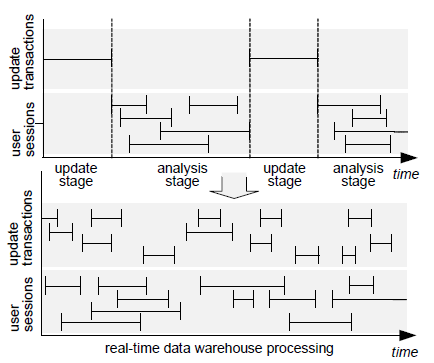 update
transactions
user
sessions
update
stage
analysis
stage
update
stage
analysis
stage
time
update
transactions
user
sessions
real-time data warehouse processing
time